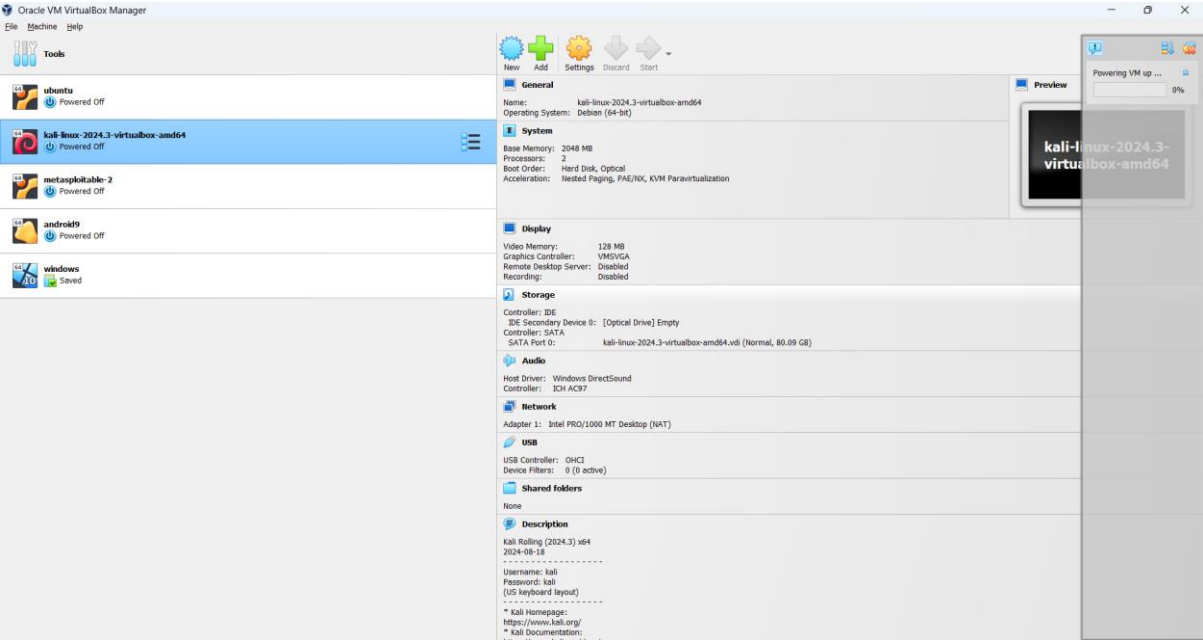 Oracle VM VirtualBox Manager
File Machine Help
Tools
New Add Settings Discard Start
ubuntu
Powered Off
kali-linux-2024.3-virtualbox-amd64
Powered Off
metasploitable-2
Powered Off
android9
Powered Off
windows
Saved
General
Name: kali-linux-2024.3-virtualbox-amd64
Operating System: Debian (64-bit)
System
Base Memory: 2048 MB
Processors: 2
Boot Order: Hard Disk, Optical
Acceleration: Nested Paging, PAE/NX, KVM Paravirtualization
Display
Video Memory: 128 MB
Graphics Controller: VMSVGA
Remote Desktop Server: Disabled
Recording: Disabled
Storage
Controller: IDE
IDE Secondary Device 0: [Optical Drive] Empty
Controller: SATA
SATA Port 0: kali-linux-2024.3-virtualbox-amd64.vdi (Normal, 80.09 GB)
Audio
Host Driver: Windows DirectSound
Controller: ICH AC97
Network
Adapter 1: Intel PRO/1000 MT Desktop (NAT)
USB
USB Controller: OHCI
Device Filters: 0 (0 active)
Shared folders
None
Description
Kali Rolling (2024.3) x64
2024-08-18
- - - - - - - - - - - - - - - - - - -
Username: kali
Password: kali
(US keyboard layout)
- - - - - - - - - - - - - - - - - - -
* Kali Homepage:
https://www.kali.org/
* Kali Documentation:
Preview
kali-linux-2024.3-
virtualbox-amd64
Powering VM up ...
0%